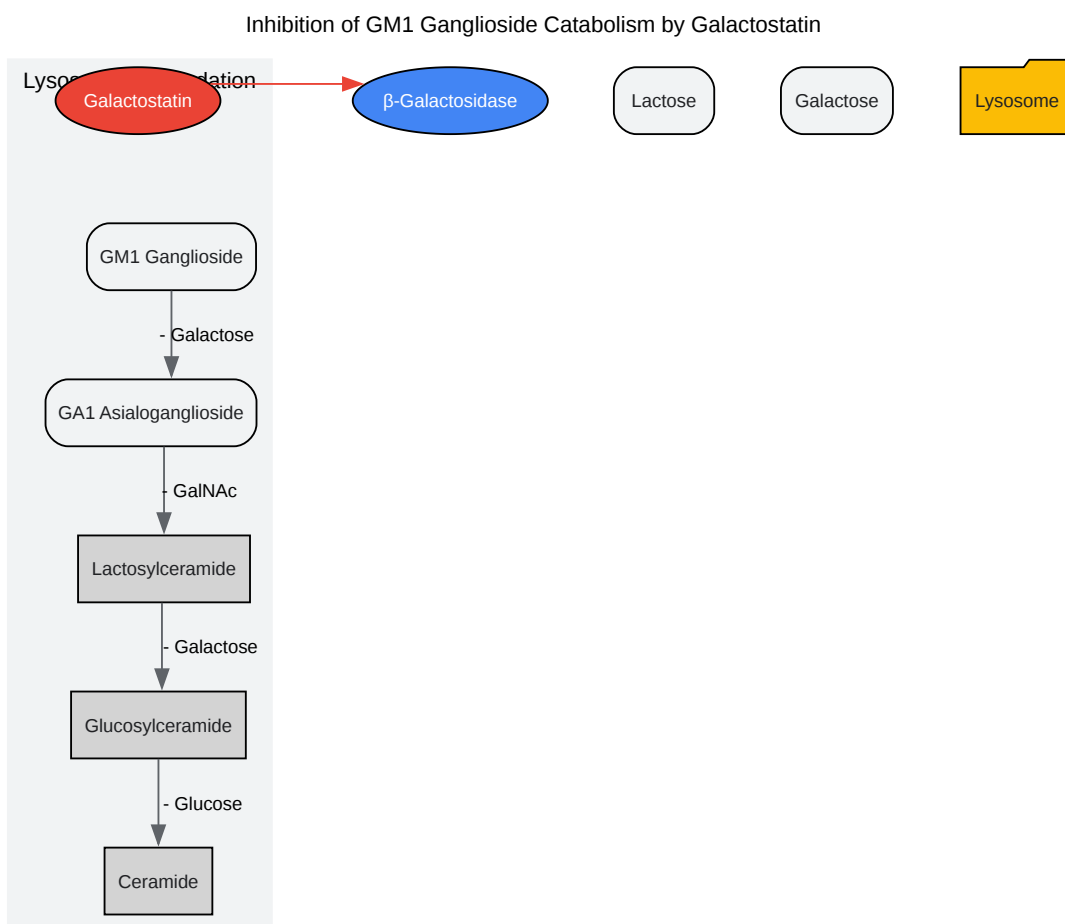 Inhibition of GM1 Ganglioside Catabolism by Galactostatin
Galactostatin
β-Galactosidase
Lactose
Galactose
Lysosome
GM1 Ganglioside
- Galactose
GA1 Asialoganglioside
- GalNAc
Lactosylceramide
- Galactose
Glucosylceramide
- Glucose
Ceramide